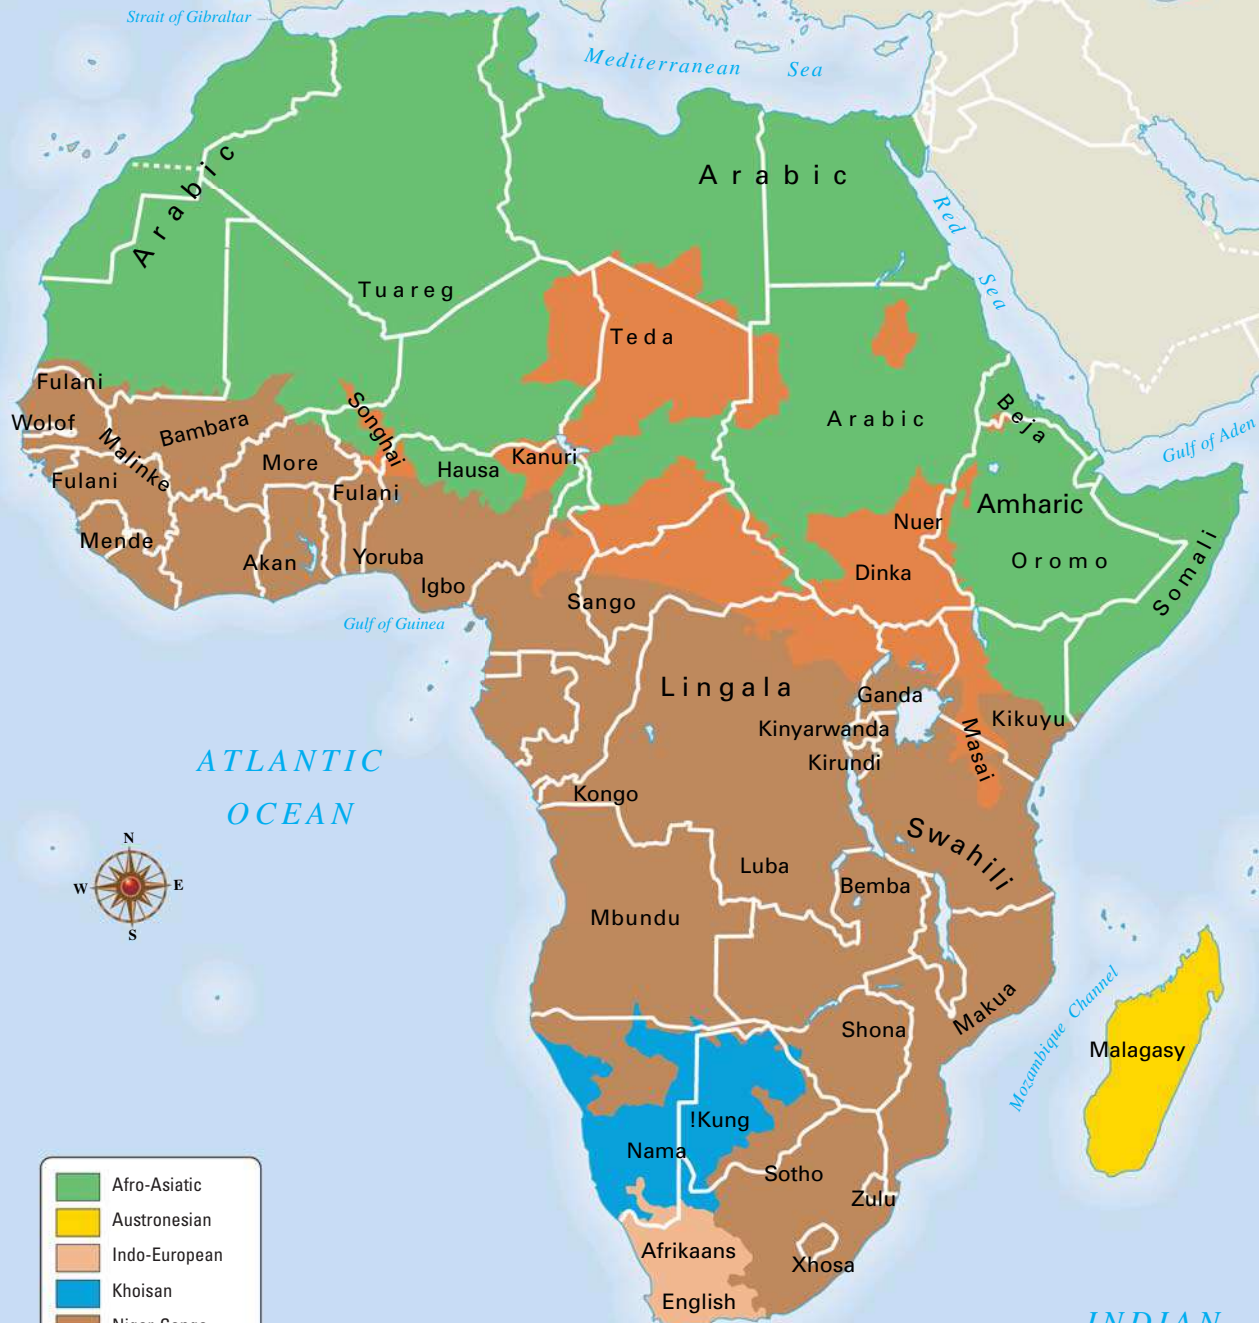 Strait of Gibraltar
Mediterranean Sea
Arabic
Arabic
Red Sea
Tuareg
Teda
Fulani
Wolof
Malinke
Bambara
Songhai
Arabic
Beja
Gulf of Aden
Fulani
More
Hausa
Kanuri
Fulani
Nuer
Amharic
Mende
Akan
Yoruba
Igbo
Dinka
Oromo
Somali
Gulf of Guinea
Sango
Lingala
Ganda
Kinyarwanda
Kikuyu
Kirundi
Masai
ATLANTIC
OCEAN
Kongo
Swahili
N
W
E
S
Luba
Bemba
Mbundu
Makua
Mozambique Channel
Shona
Malagasy
!Kung
Nama
Sotho
Zulu
Afrikaans
Xhosa
English
Afro-Asiatic
Austronesian
Indo-European
Khoisan
INDIAN